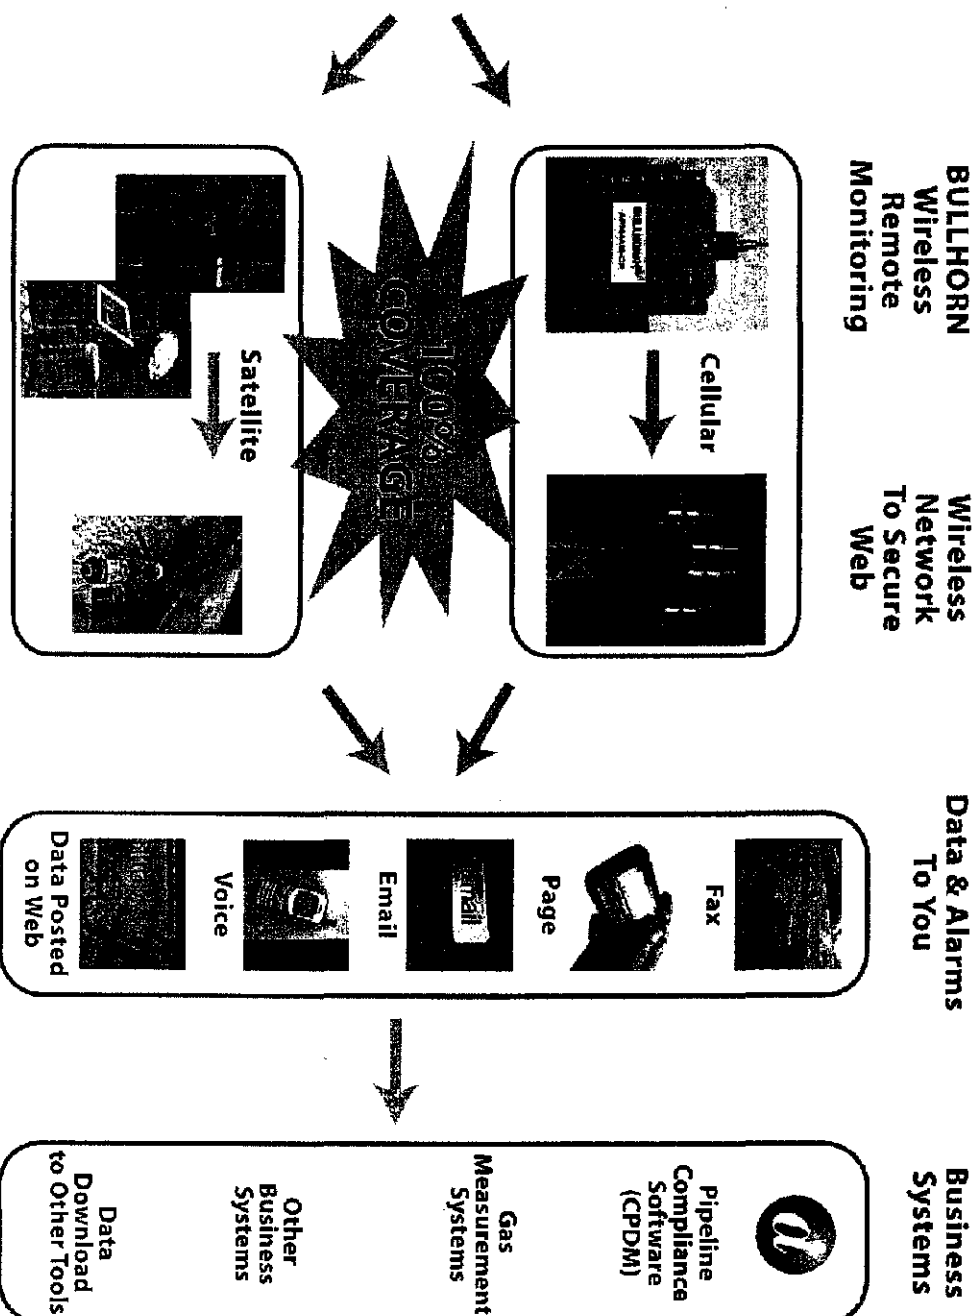 BULLHORN
Wireless
Remote
Monitoring
Wireless
Network
To Secure
Web
Data & Alarms
To You
Business
Systems
Cellular
100%
COVERAGE
Satellite
Fax
Page
Email
Voice
Data Posted
on Web
Pipeline
Compliance
Software
(CPDM)
Gas
Measurement
Systems
Other
Business
Systems
Data
Download
to Other Tools